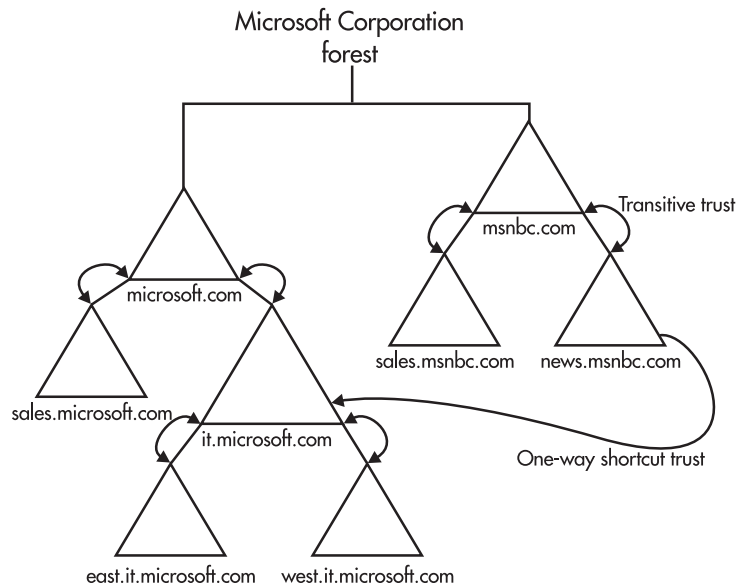 Microsoft Corporation
forest
Transitive trust
msnbc.com
microsoft.com
sales.msnbc.com
news.msnbc.com
sales.microsoft.com
it.microsoft.com
One-way shortcut trust
east.it.microsoft.com
west.it.microsoft.com